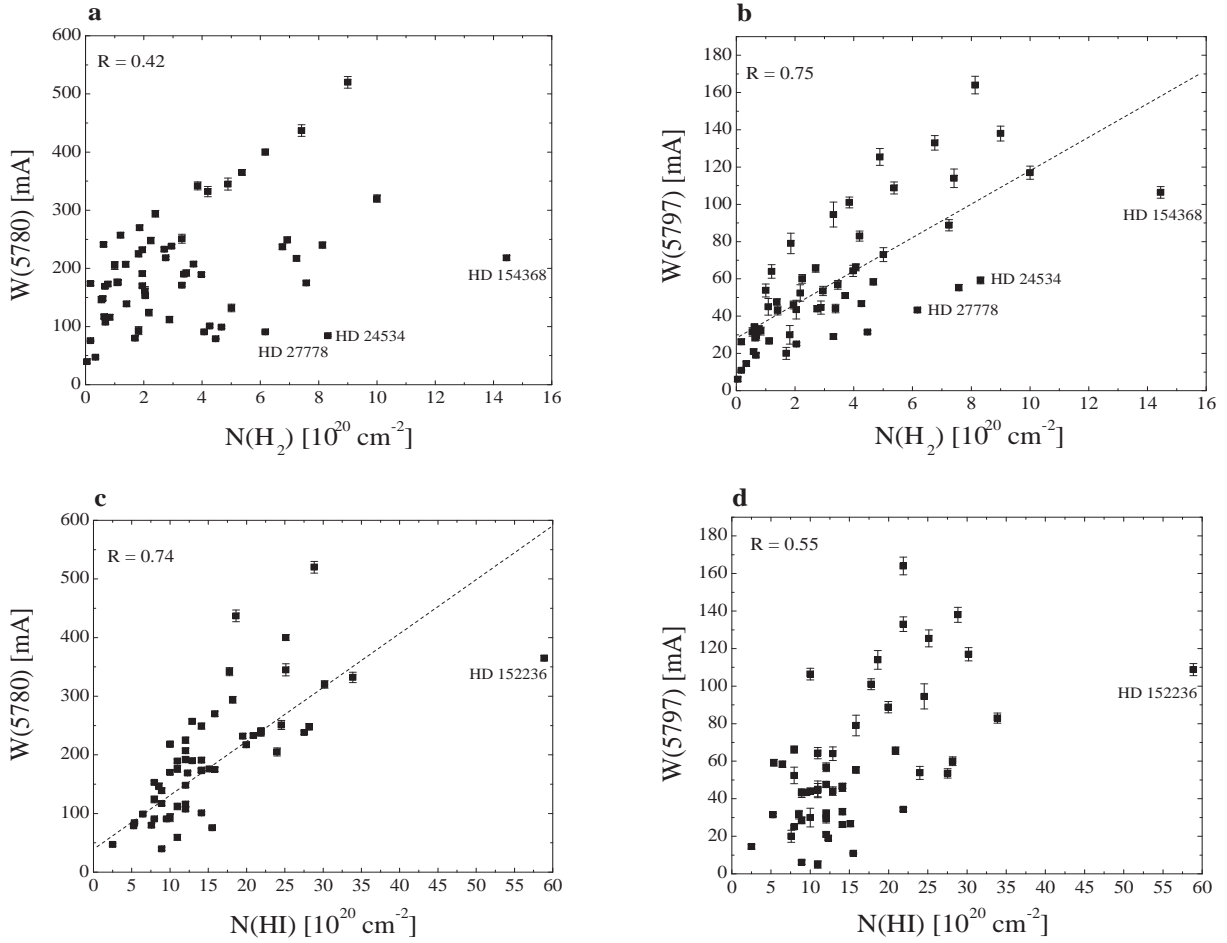 a
R = 0.42
W(5780) [mA]
600
500
400
300
200
100
0
HD 154368
HD 24534
HD 27778
0 2 4 6 8 10 12 14 16
N(H2) [10^20 cm^-2]
b
R = 0.75
W(5797) [mA]
180
160
140
120
100
80
60
40
20
0
HD 154368
HD 24534
HD 27778
0 2 4 6 8 10 12 14 16
N(H2) [10^20 cm^-2]
c
R = 0.74
W(5780) [mA]
600
500
400
300
200
100
0
HD 152236
0 5 10 15 20 25 30 35 40 45 50 55 60
N(HI) [10^20 cm^-2]
d
R = 0.55
W(5797) [mA]
180
160
140
120
100
80
60
40
20
0
HD 152236
0 5 10 15 20 25 30 35 40 45 50 55 60
N(HI) [10^20 cm^-2]